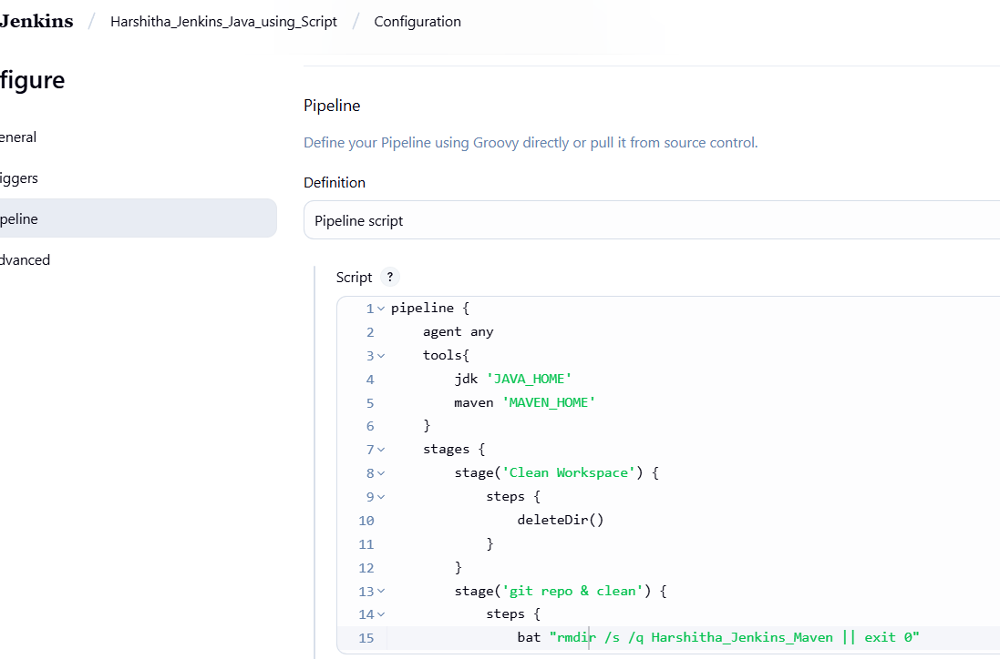 Jenkins / Harshitha_Jenkins_Java_using_Script / Configuration
figure
eneral
iggers
peline
dvanced
Pipeline
Define your Pipeline using Groovy directly or pull it from source control.
Definition
Pipeline script
Script ?
1 pipeline {
2     agent any
3     tools{
4         jdk 'JAVA_HOME'
5         maven 'MAVEN_HOME'
6     }
7     stages {
8         stage('Clean Workspace') {
9             steps {
10                 deleteDir()
11             }
12         }
13         stage('git repo & clean') {
14             steps {
15                 bat "rmdir /s /q Harshitha_Jenkins_Maven || exit 0"